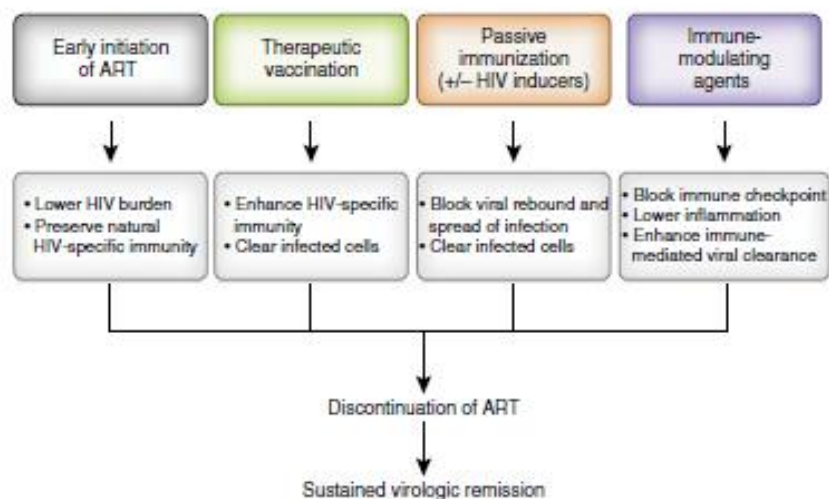 Early initiation
of ART
Therapeutic
vaccination
Passive
immunization
(+/– HIV inducers)
Immune-
modulating
agents
• Lower HIV burden
• Preserve natural
HIV-specific immunity
• Enhance HIV-specific
immunity
• Clear infected cells
• Block viral rebound and
spread of infection
• Clear infected cells
• Block immune checkpoint
• Lower inflammation
• Enhance immune-
mediated viral clearance
Discontinuation of ART
Sustained virologic remission